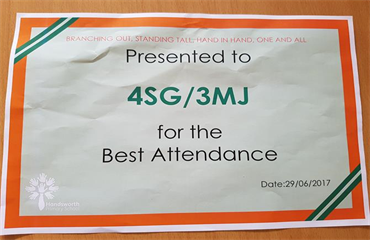 BRANCHING OUT, STANDING TALL, HAND IN HAND, ONE AND ALL
Presented to
4SG/3MJ
for the
Best Attendance
Date:29/06/2017
Handsworth